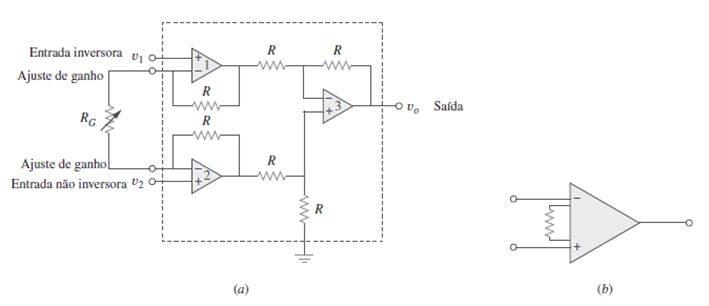 Entrada inversora v1
Ajuste de ganho
RG
Ajuste de ganho
Entrada não inversora v2
+
−
1
R
R
R
R
−
+
2
R
R
−
+
3
vo Saída
R
(a)
−
+
(b)